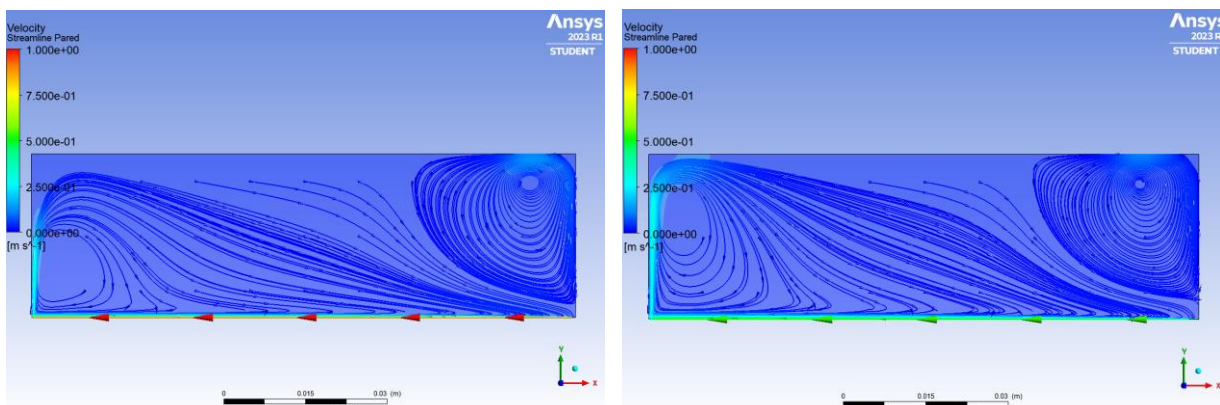 Velocity
Streamline Pared
1.000e+00
7.500e-01
5.000e-01
2.500e-01
0.000e+00
[m s^-1]
Ansys
2023 R1
STUDENT
Y
X
0 0.03 (m)
0.015
Velocity
Streamline Pared
1.000e+00
7.500e-01
5.000e-01
2.500e-01
0.000e+00
[m s^-1]
Ansys
2023 R1
STUDENT
Y
X
0 0.03 (m)
0.015